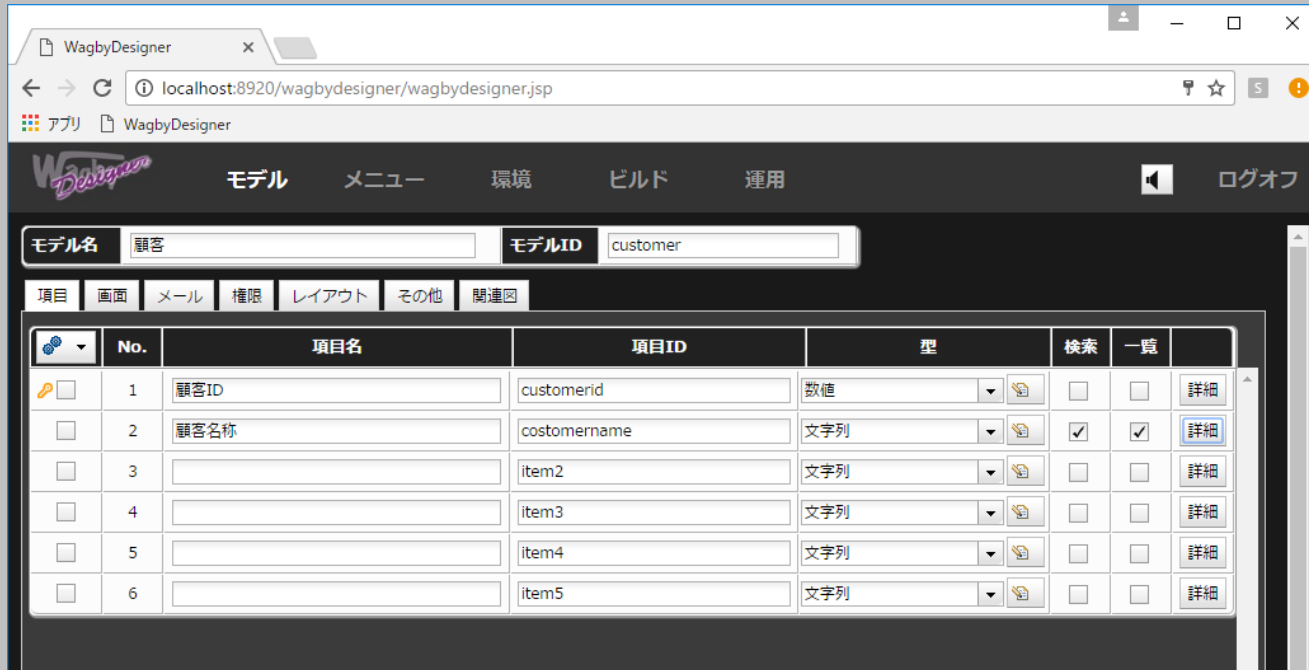 WagbyDesigner
localhost:8920/wagbydesigner/wagbydesigner.jsp
アプリ WagbyDesigner
Wagby Designer モデル メニュー 環境 ビルド 運用 ログオフ
モデル名 顧客 モデルID customer
項目 画面 メール 権限 レイアウト その他 関連図
No. 項目名 項目ID 型 検索 一覧
1 顧客ID customerid 数値 詳細
2 顧客名称 costomername 文字列 詳細
3 item2 文字列 詳細
4 item3 文字列 詳細
5 item4 文字列 詳細
6 item5 文字列 詳細